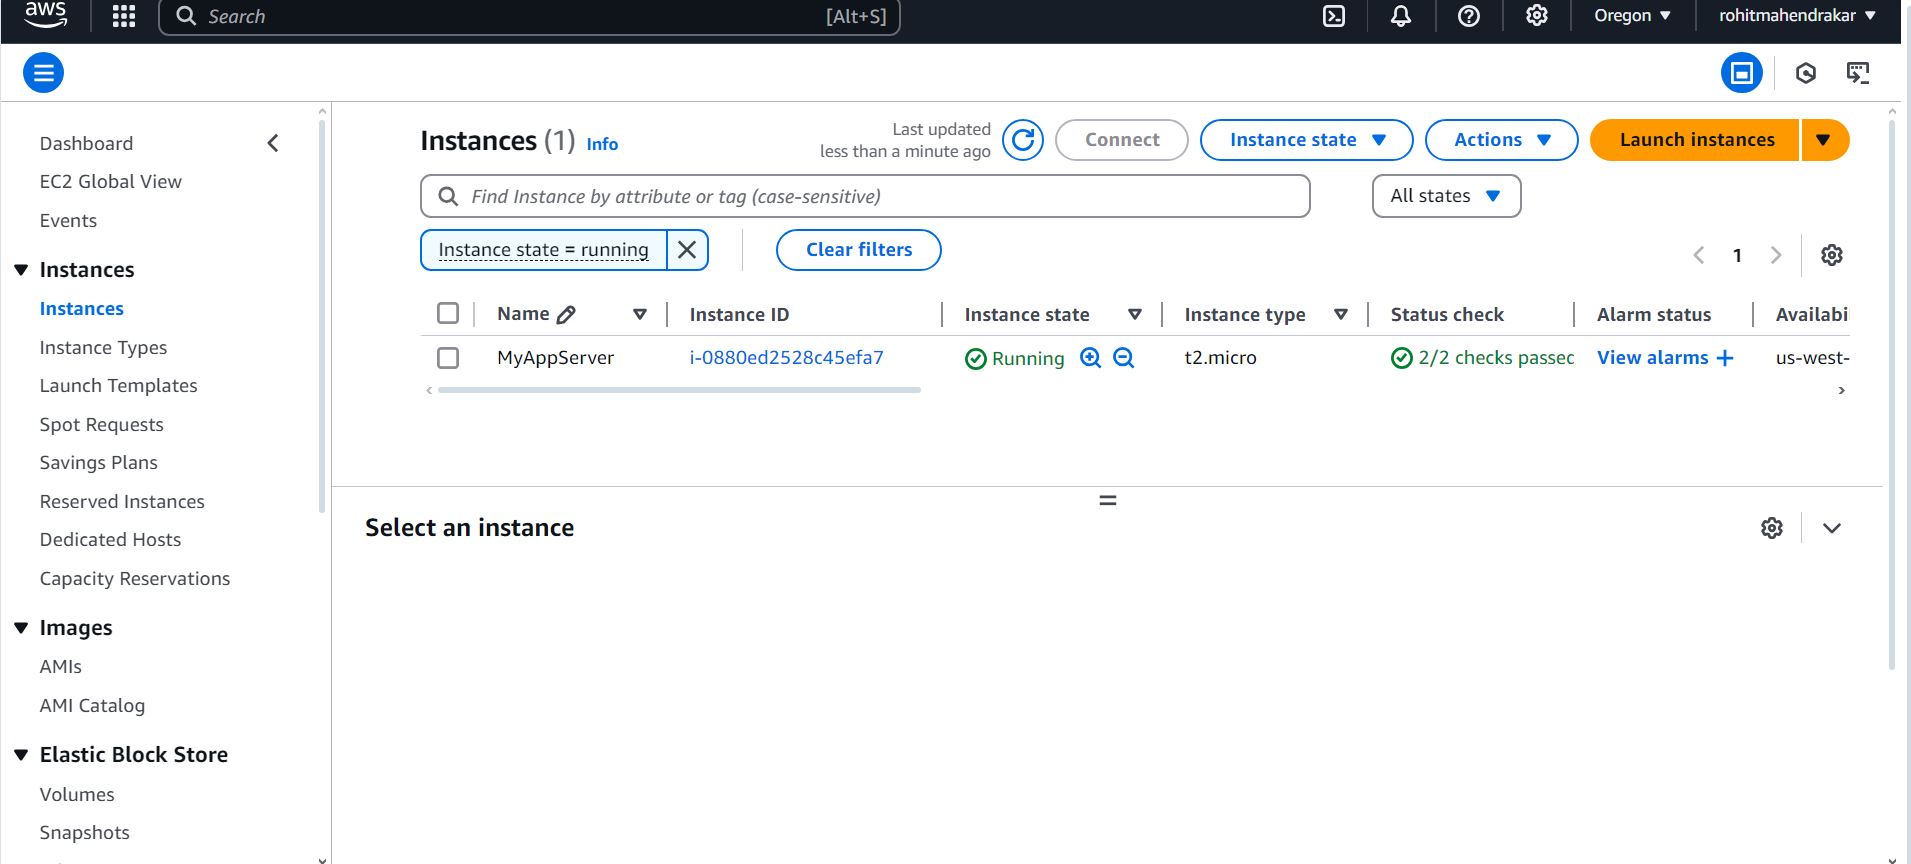 aws
Search
[Alt+S]
Oregon
rohitmahendrakar
Dashboard
EC2 Global View
Events
Instances
Instances
Instance Types
Launch Templates
Spot Requests
Savings Plans
Reserved Instances
Dedicated Hosts
Capacity Reservations
Images
AMIs
AMI Catalog
Elastic Block Store
Volumes
Snapshots
Instances (1) Info
Last updated
less than a minute ago
Connect
Instance state
Actions
Launch instances
Find Instance by attribute or tag (case-sensitive)
All states
Instance state = running
Clear filters
1
Name Instance ID Instance state Instance type Status check Alarm status Availabi
MyAppServer i-0880ed2528c45efa7 Running t2.micro 2/2 checks passec View alarms + us-west-
Select an instance